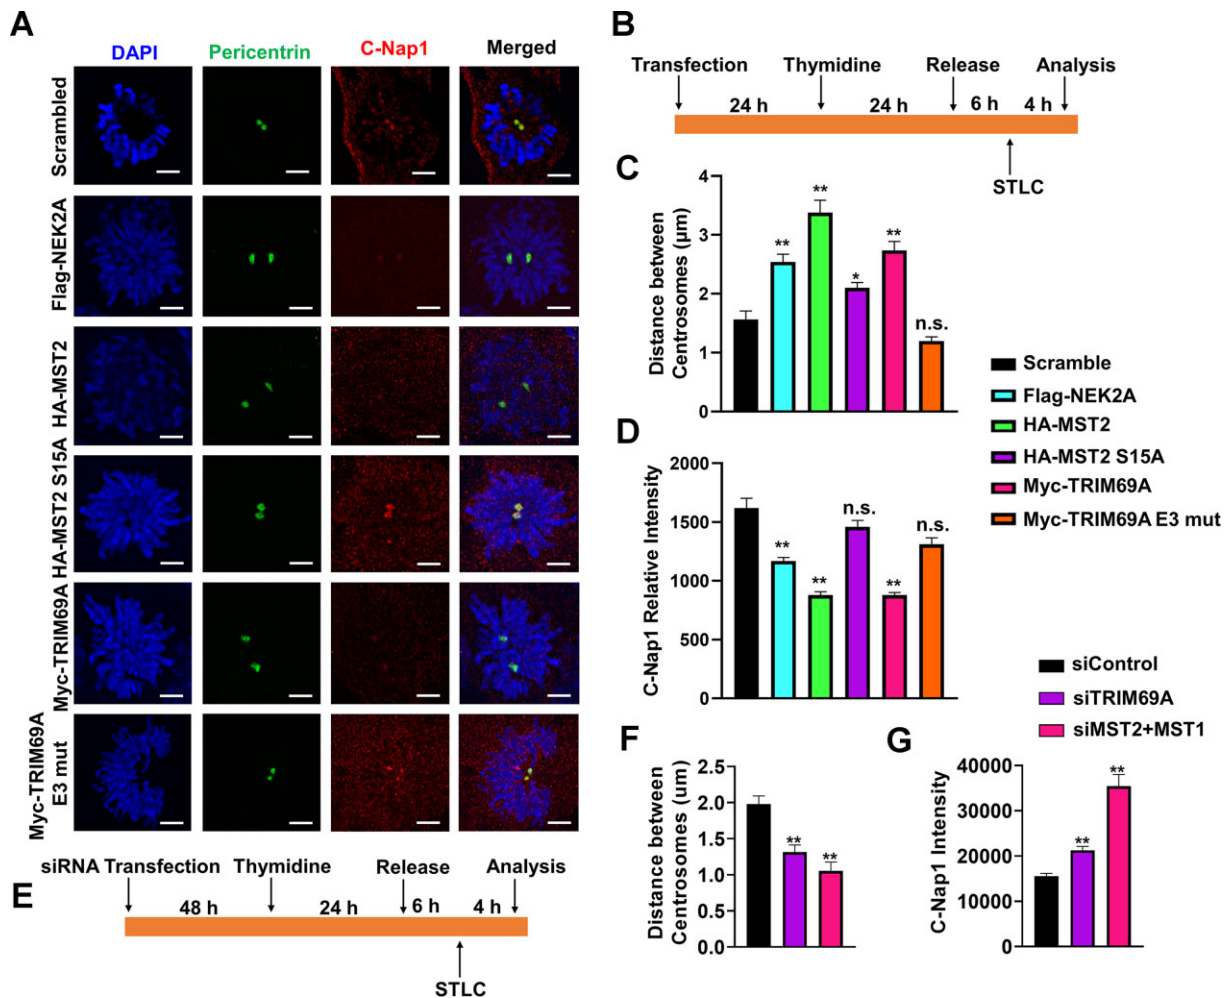 A
DAPI
Pericentrin
C-Nap1
Merged
Scrambled
Flag-NEK2A
HA-MST2
HA-MST2 S15A
Myc-TRIM69A
Myc-TRIM69A
E3 mut
B
Transfection
Thymidine
Release
Analysis
24 h
24 h
6 h
4 h
STLC
C
Distance between
Centrosomes (μm)
4
3
2
1
0
**
**
*
**
n.s.
Scramble
Flag-NEK2A
HA-MST2
HA-MST2 S15A
Myc-TRIM69A
Myc-TRIM69A E3 mut
D
C-Nap1 Relative Intensity
2000
1500
1000
500
0
**
**
n.s.
**
n.s.
siControl
siTRIM69A
siMST2+MST1
E
siRNA Transfection
Thymidine
Release
Analysis
48 h
24 h
6 h
4 h
STLC
F
Distance between
Centrosomes (um)
2.5
2.0
1.5
1.0
0.5
0.0
**
**
G
C-Nap1 Intensity
40000
30000
20000
10000
0
**
**